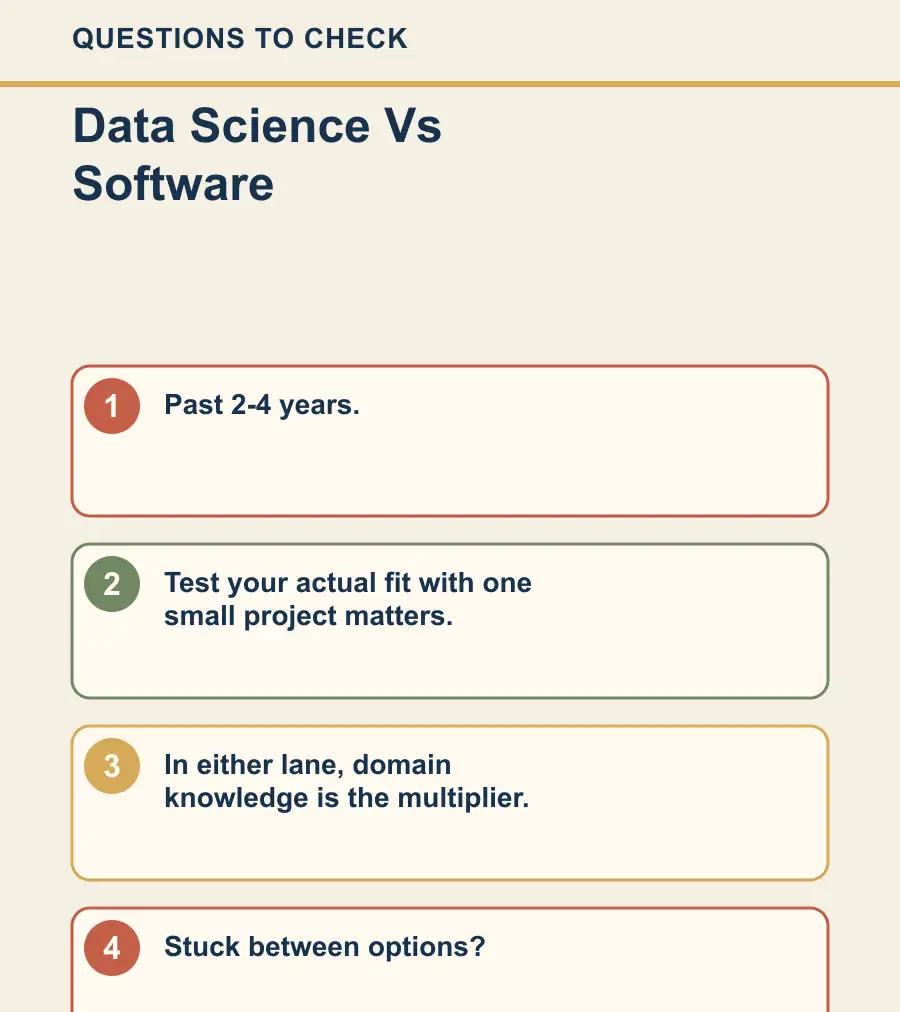 QUESTIONS TO CHECK
Data Science Vs
Software
1
Past 2-4 years.
2
Test your actual fit with one
small project matters.
3
In either lane, domain
knowledge is the multiplier.
4
Stuck between options?